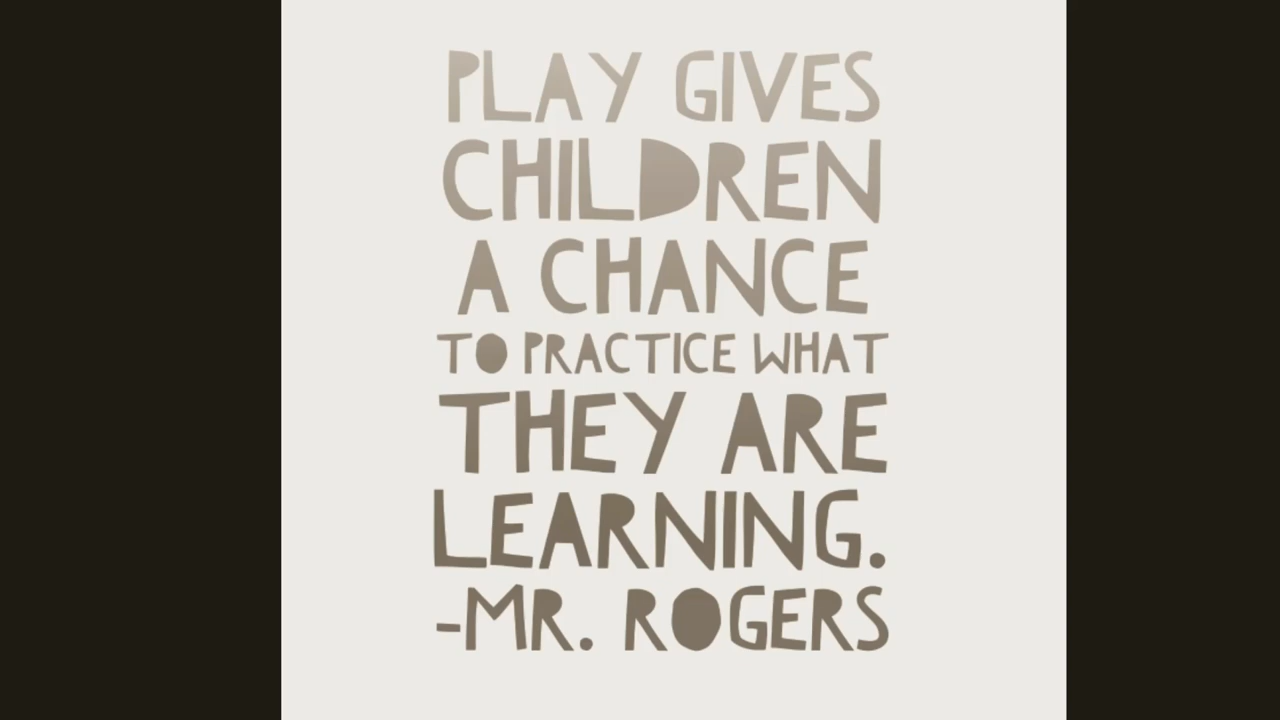 PLAY GIVES
CHILDREN
A CHANCE
TO PRACTICE WHAT
THEY ARE
LEARNING.
-MR. ROGERS